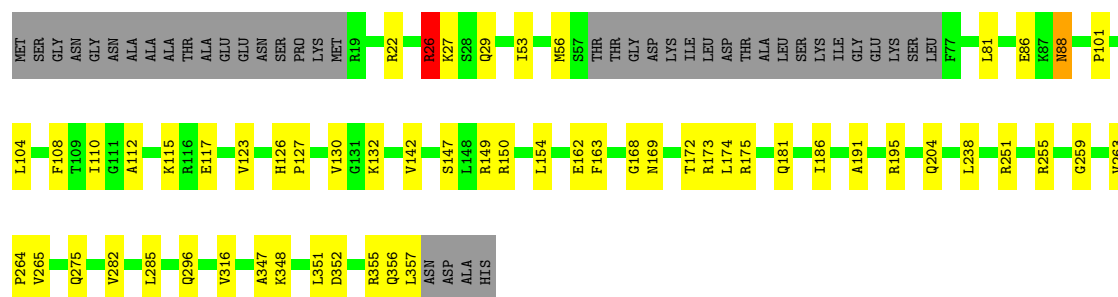 MET SER GLY ASN GLY ASN ALA ALA ALA THR ALA GLU GLU ASN SER PRO LYS MET R19 R22 R26 K27 S28 Q29 I53 M56 S57 THR THR GLY ASP LYS ILE LEU ASP THR ALA LEU SER LYS ILE GLY GLU LYS SER LEU F77 L81 E86 K87 N88 P101
L104 F108 T109 I110 G111 A112 K115 R116 E117 V123 H126 P127 V130 G131 K132 V142 S147 L148 R149 R150 L154 E162 F163 G168 N169 T172 R173 L174 R175 Q181 I186 A191 R195 Q204 L238 R251 R255 G259 V263
P264 V265 Q275 V282 L285 Q296 V316 A347 K348 L351 D352 R355 Q356 L357 ASN ASP ALA HIS